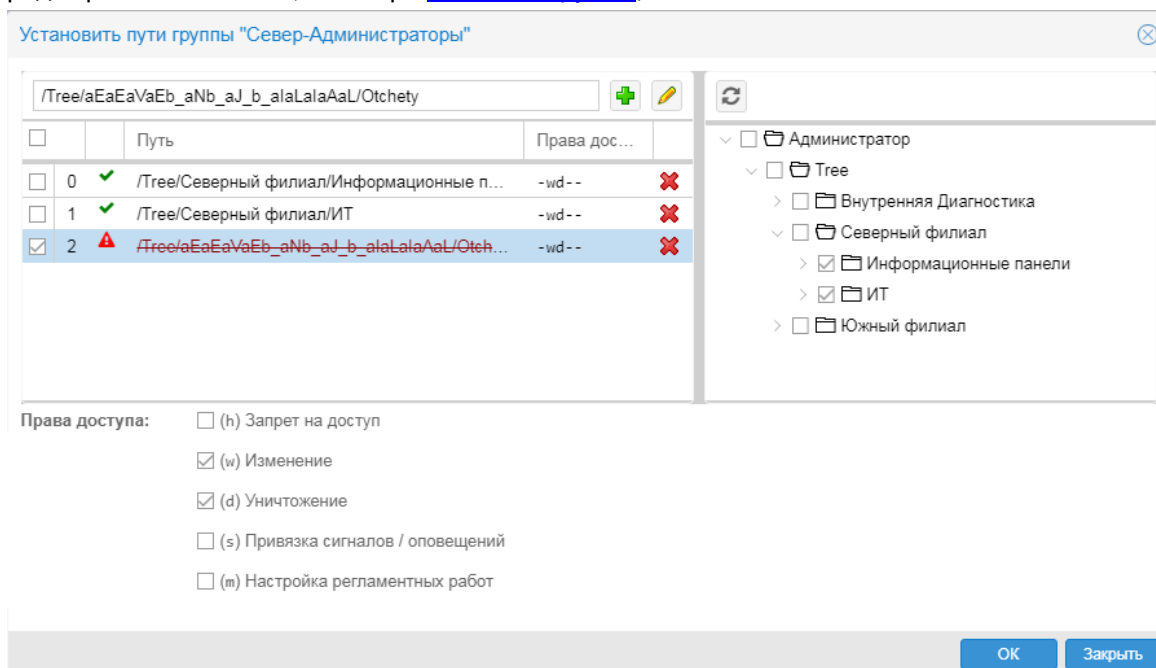 Установить пути группы "Север-Администраторы"
/Tree/aEaEaVaEb_aNb_aJ_b_alaLalaAaL/Otchety
Путь
Права дос...
0 /Tree/Северный филиал/Информационные п... -wd--
1 /Tree/Северный филиал/ИТ -wd--
2 /Tree/aEaEaVaEb_aNb_aJ_b_alaLalaAaL/Otch... -wd--
Администратор
Tree
Внутренняя Диагностика
Северный филиал
Информационные панели
ИТ
Южный филиал
Права доступа:
(h) Запрет на доступ
(w) Изменение
(d) Уничтожение
(s) Привязка сигналов / оповещений
(m) Настройка регламентных работ
ОК
Закрыть